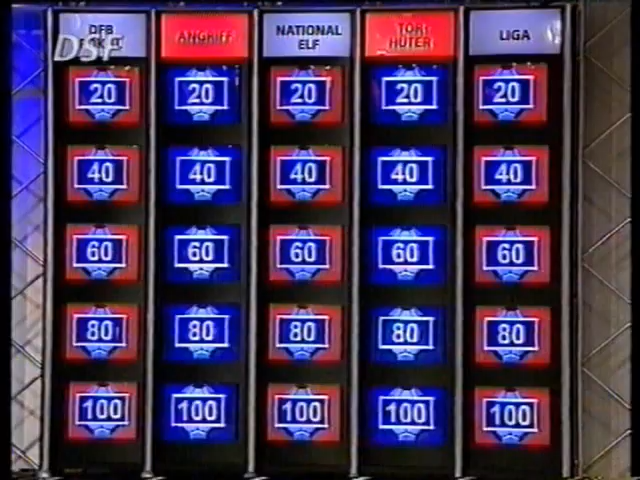 DSF
DFB
POKAL
ANGRIFF
NATIONAL
ELF
TOR
HÜTER
LIGA
20 20 20 20 20
40 40 40 40 40
60 60 60 60 60
80 80 80 80 80
100 100 100 100 100